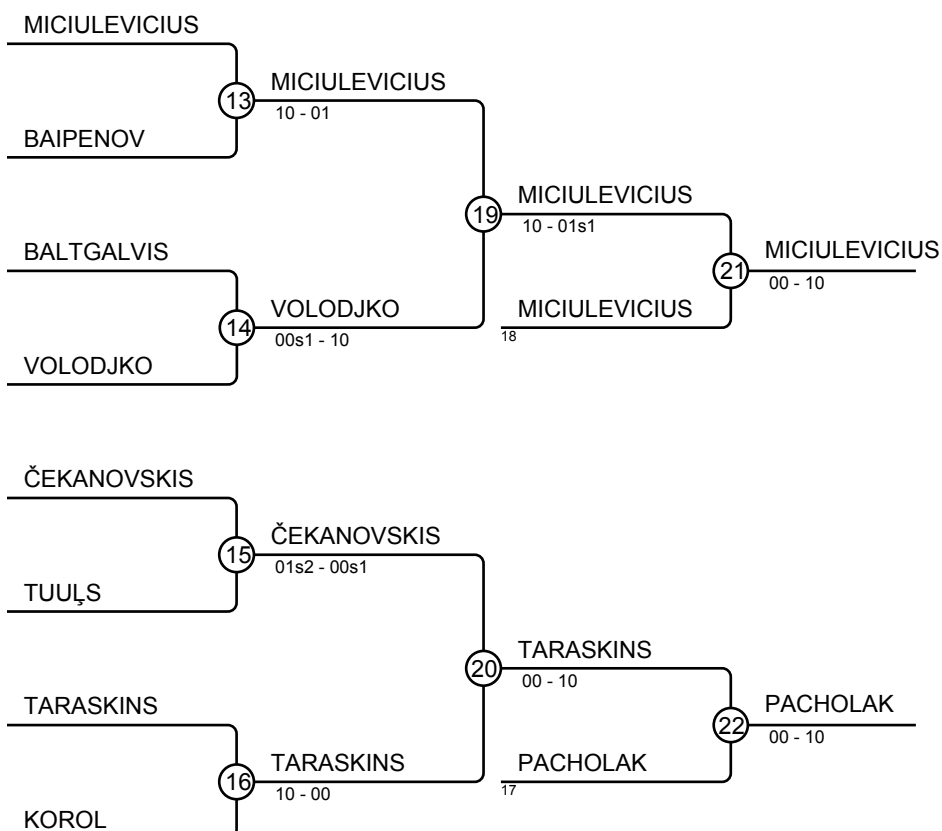 MICIULEVICIUS
13
MICIULEVICIUS
10 - 01
BAIPENOV
19
MICIULEVICIUS
10 - 01s1
BALTGALVIS
21
MICIULEVICIUS
00 - 10
14
VOLODJKO
00s1 - 10
MICIULEVICIUS
18
VOLODJKO
ČEKANOVSKIS
15
ČEKANOVSKIS
01s2 - 00s1
TUUĻS
20
TARASKINS
00 - 10
TARASKINS
22
PACHOLAK
00 - 10
16
TARASKINS
10 - 00
PACHOLAK
17
KOROL